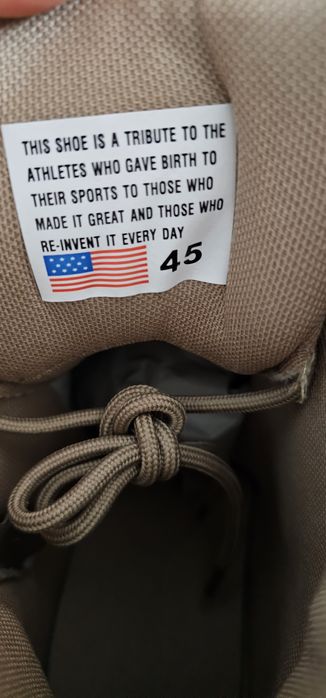 THIS SHOE IS A TRIBUTE TO THE
ATHLETES WHO GAVE BIRTH TO
THEIR SPORTS TO THOSE WHO
MADE IT GREAT AND THOSE WHO
RE-INVENT IT EVERY DAY
45